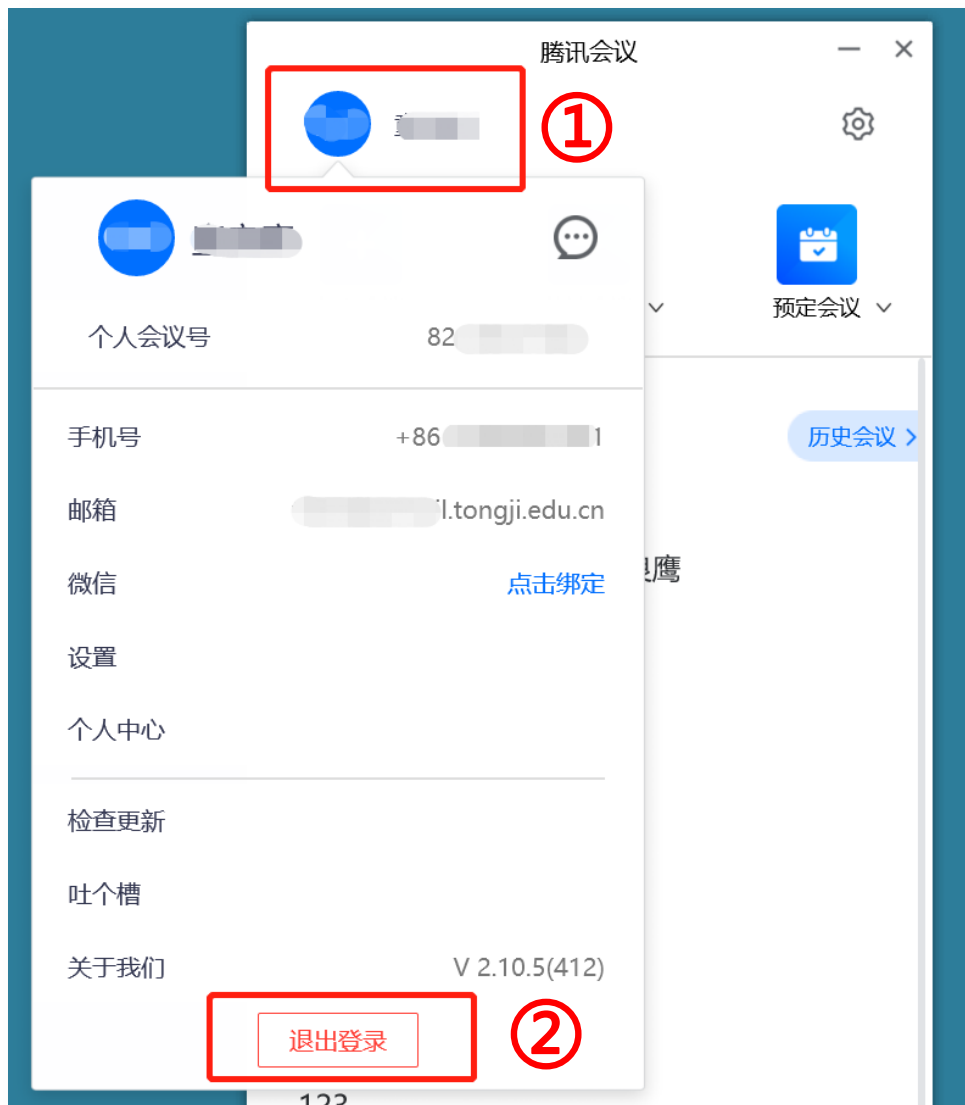 腾讯会议
①
个人会议号 82
预定会议
手机号 +86 1
历史会议
邮箱 l.tongji.edu.cn
鹰
微信 点击绑定
设置
个人中心
检查更新
吐个槽
关于我们 V 2.10.5(412)
退出登录
②
123